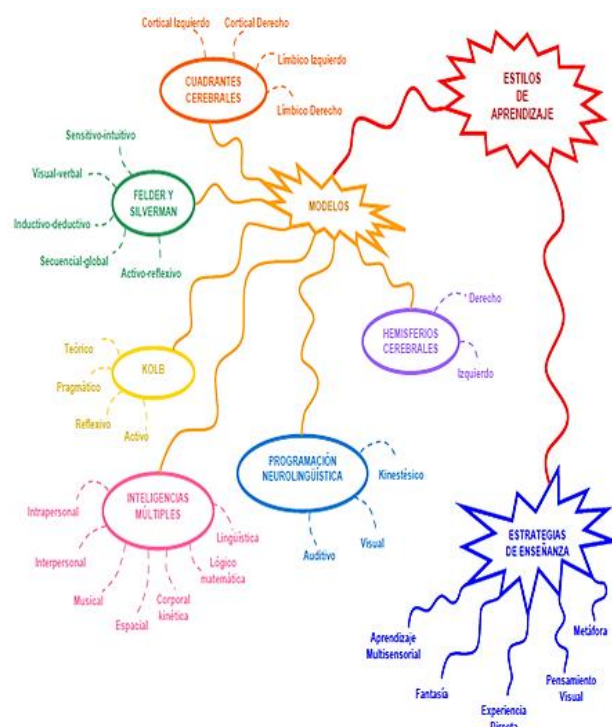 Cortical Izquierdo
Cortical Derecho
CUADRANTES
CEREBRALES
Límbico Izquierdo
Límbico Derecho
ESTILOS
DE
APRENDIZAJE
Sensitivo-intuitivo
Visual-verbal
Inductivo-deductivo
Secuencial-global
Activo-reflexivo
FELDER Y
SILVERMAN
MODELOS
Derecho
HEMISFERIOS
CEREBRALES
Izquierdo
Teórico
Pragmático
Reflexivo
Activo
KOLB
PROGRAMACIÓN
NEUROLINGÜÍSTICA
Kinestésico
Visual
Auditivo
INTELIGENCIAS
MÚLTIPLES
Intrapersonal
Interpersonal
Musical
Espacial
Corporal
kinética
Lógico
matemática
Lingüística
ESTRATEGIAS
DE ENSEÑANZA
Aprendizaje
Multisensorial
Fantasía
Experiencia
Directa
Pensamiento
Visual
Metáfora